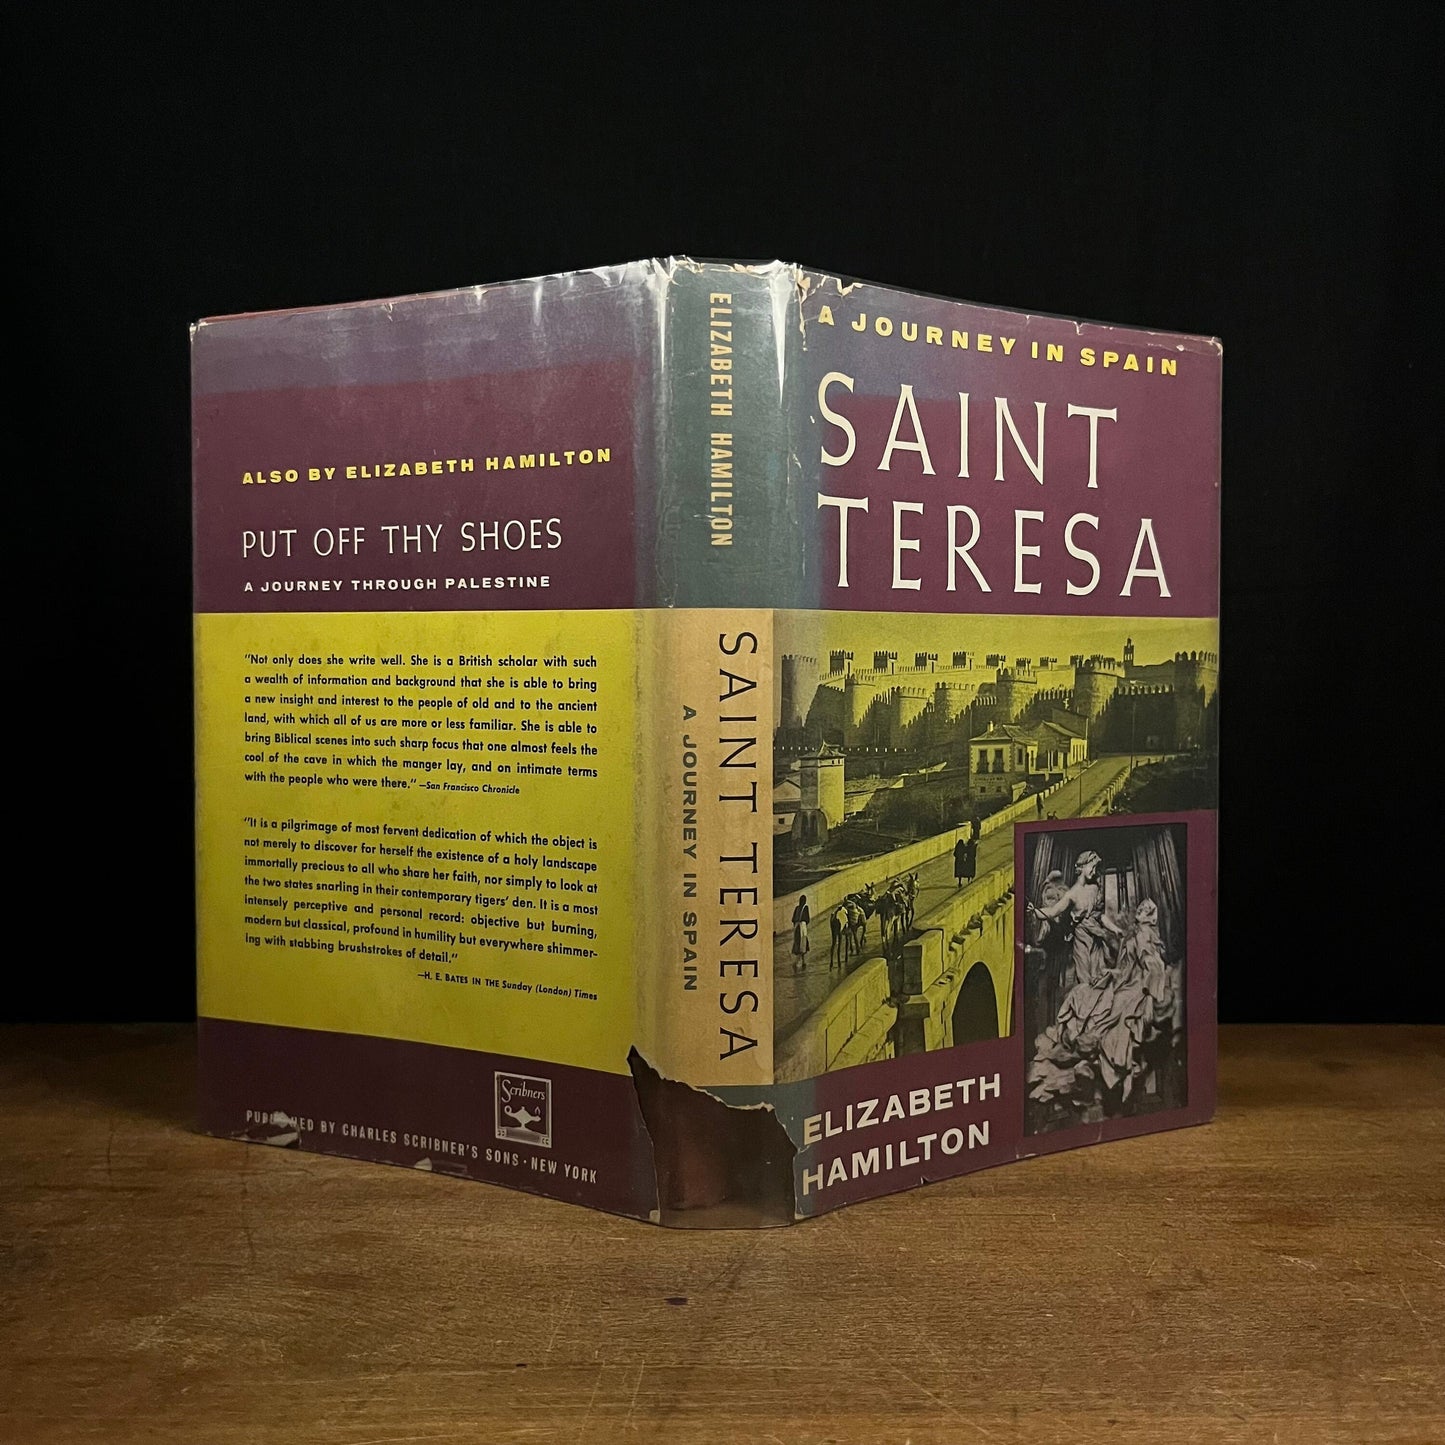 ALSO BY ELIZABETH HAMILTON
PUT OFF THY SHOES
A JOURNEY THROUGH PALESTINE
"Not only does she write well. She is a British scholar with such
a wealth of information and background that she is able to bring
a new insight and interest to the people of old and to the ancient
land, with which all of us are more or less familiar. She is able to
bring Biblical scenes into such sharp focus that one almost feels the
cool of the cave in which the manger lay, and on intimate terms
with the people who were there." —San Francisco Chronicle
"It is a pilgrimage of most fervent dedication of which the object is
not merely to discover for herself the existence of a holy landscape
immortally precious to all who share her faith, nor simply to look at
the two states snarling in their contemporary tigers' den. It is a most
intensely perceptive and personal record: objective but burning,
modern but classical, profound in humility but everywhere shimmer-
ing with stabbing brushstrokes of detail."
—H. E. BATES IN THE Sunday (London) Times
Scribners
PUBLISHED BY CHARLES SCRIBNER'S SONS · NEW YORK
ELIZABETH HAMILTON
SAINT TERESA
A JOURNEY IN SPAIN
A JOURNEY IN SPAIN
SAINT
TERESA
ELIZABETH
HAMILTON